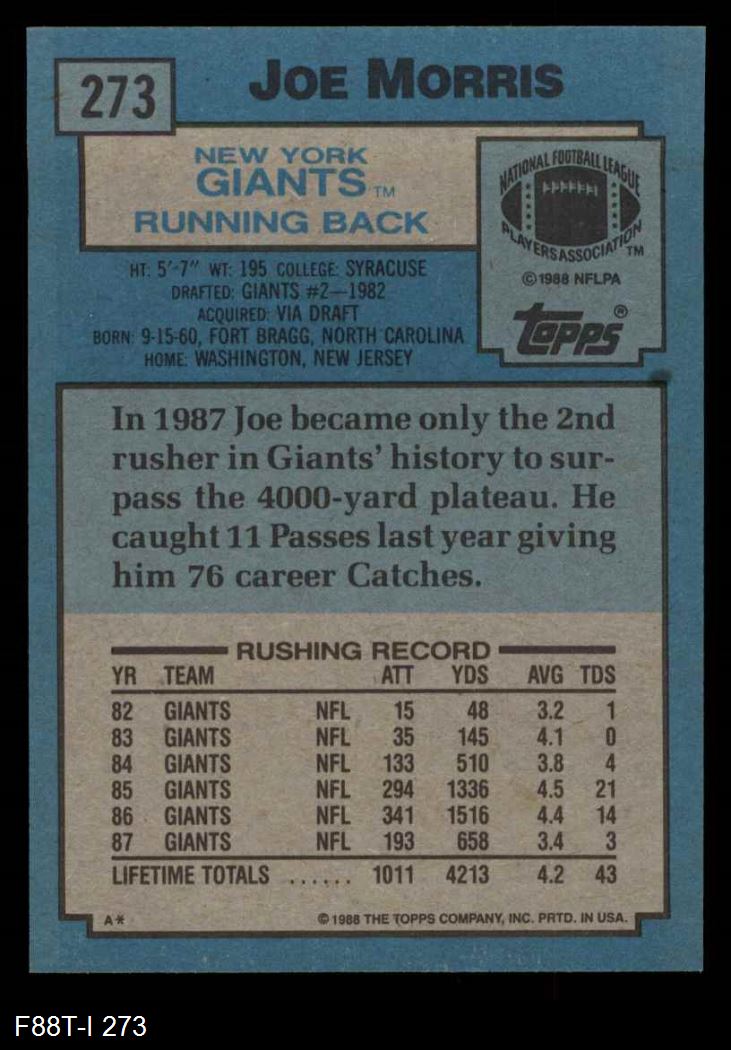 273
JOE MORRIS
NEW YORK
GIANTS TM
RUNNING BACK
NATIONAL FOOTBALL LEAGUE
PLAYERS ASSOCIATION TM
© 1988 NFLPA
topps®
HT: 5'-7" WT: 195 COLLEGE: SYRACUSE
DRAFTED: GIANTS #2—1982
ACQUIRED: VIA DRAFT
BORN: 9-15-60, FORT BRAGG, NORTH CAROLINA
HOME: WASHINGTON, NEW JERSEY
In 1987 Joe became only the 2nd
rusher in Giants' history to sur-
pass the 4000-yard plateau. He
caught 11 Passes last year giving
him 76 career Catches.
RUSHING RECORD
YR TEAM ATT YDS AVG TDS
82 GIANTS NFL 15 48 3.2 1
83 GIANTS NFL 35 145 4.1 0
84 GIANTS NFL 133 510 3.8 4
85 GIANTS NFL 294 1336 4.5 21
86 GIANTS NFL 341 1516 4.4 14
87 GIANTS NFL 193 658 3.4 3
LIFETIME TOTALS ...... 1011 4213 4.2 43
A* © 1988 THE TOPPS COMPANY, INC. PRTD. IN USA.
F88T-I 273